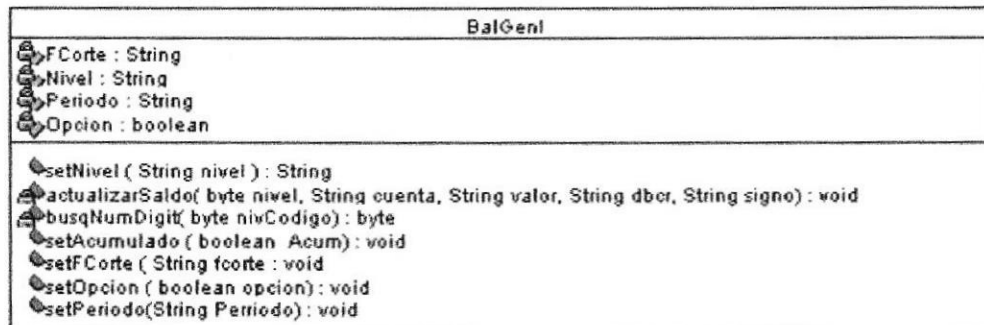 BalGenl
FCorte : String
Nivel : String
Periodo : String
Opcion : boolean
setNivel ( String nivel ) : String
actualizarSaldo( byte nivel, String cuenta, String valor, String dbcr, String signo) : void
busqNumDigit( byte nivCodigo) : byte
setAcumulado ( boolean Acum) : void
setFCorte ( String fcorte : void
setOpcion ( boolean opcion) : void
setPeriodo(String Perriodo) : void